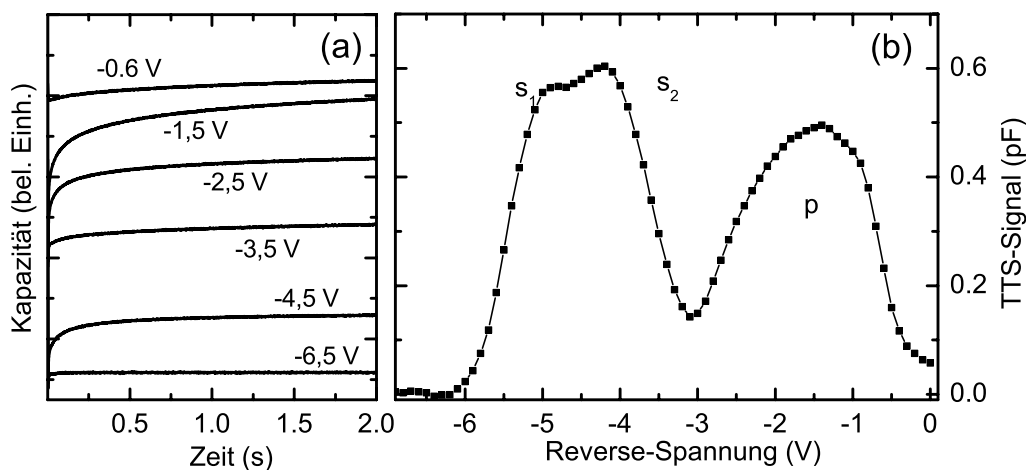 (a)
-0.6 V
-1,5 V
-2,5 V
-3,5 V
-4,5 V
-6,5 V
Kapazität (bel. Einh.)
0.5
1.0
1.5
2.0
Zeit (s)
(b)
s1
s2
p
0.6
0.4
0.2
0.0
TTS-Signal (pF)
-6
-5
-4
-3
-2
-1
0
Reverse-Spannung (V)